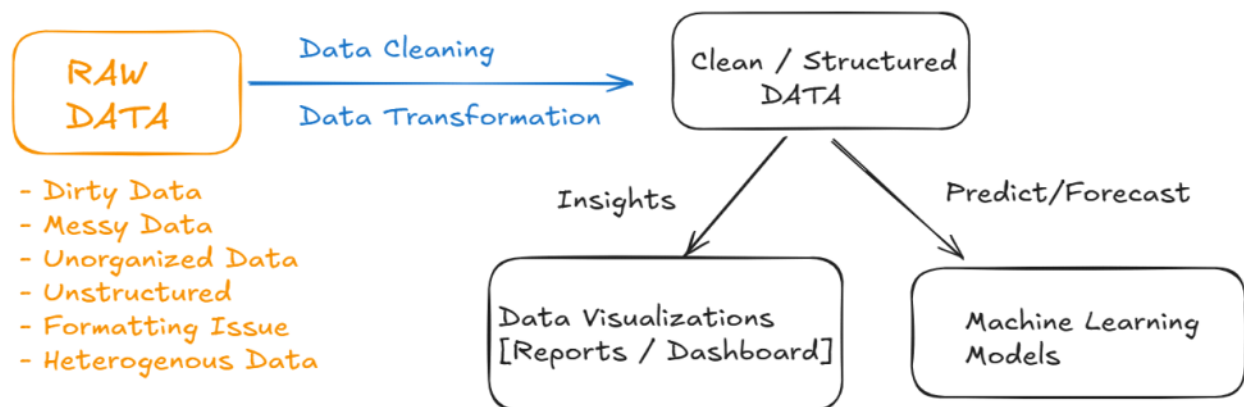 RAW
DATA
Data Cleaning
Data Transformation
Clean / Structured
DATA
- Dirty Data
- Messy Data
- Unorganized Data
- Unstructured
- Formatting Issue
- Heterogenous Data
Insights
Predict/Forecast
Data Visualizations
[Reports / Dashboard]
Machine Learning
Models